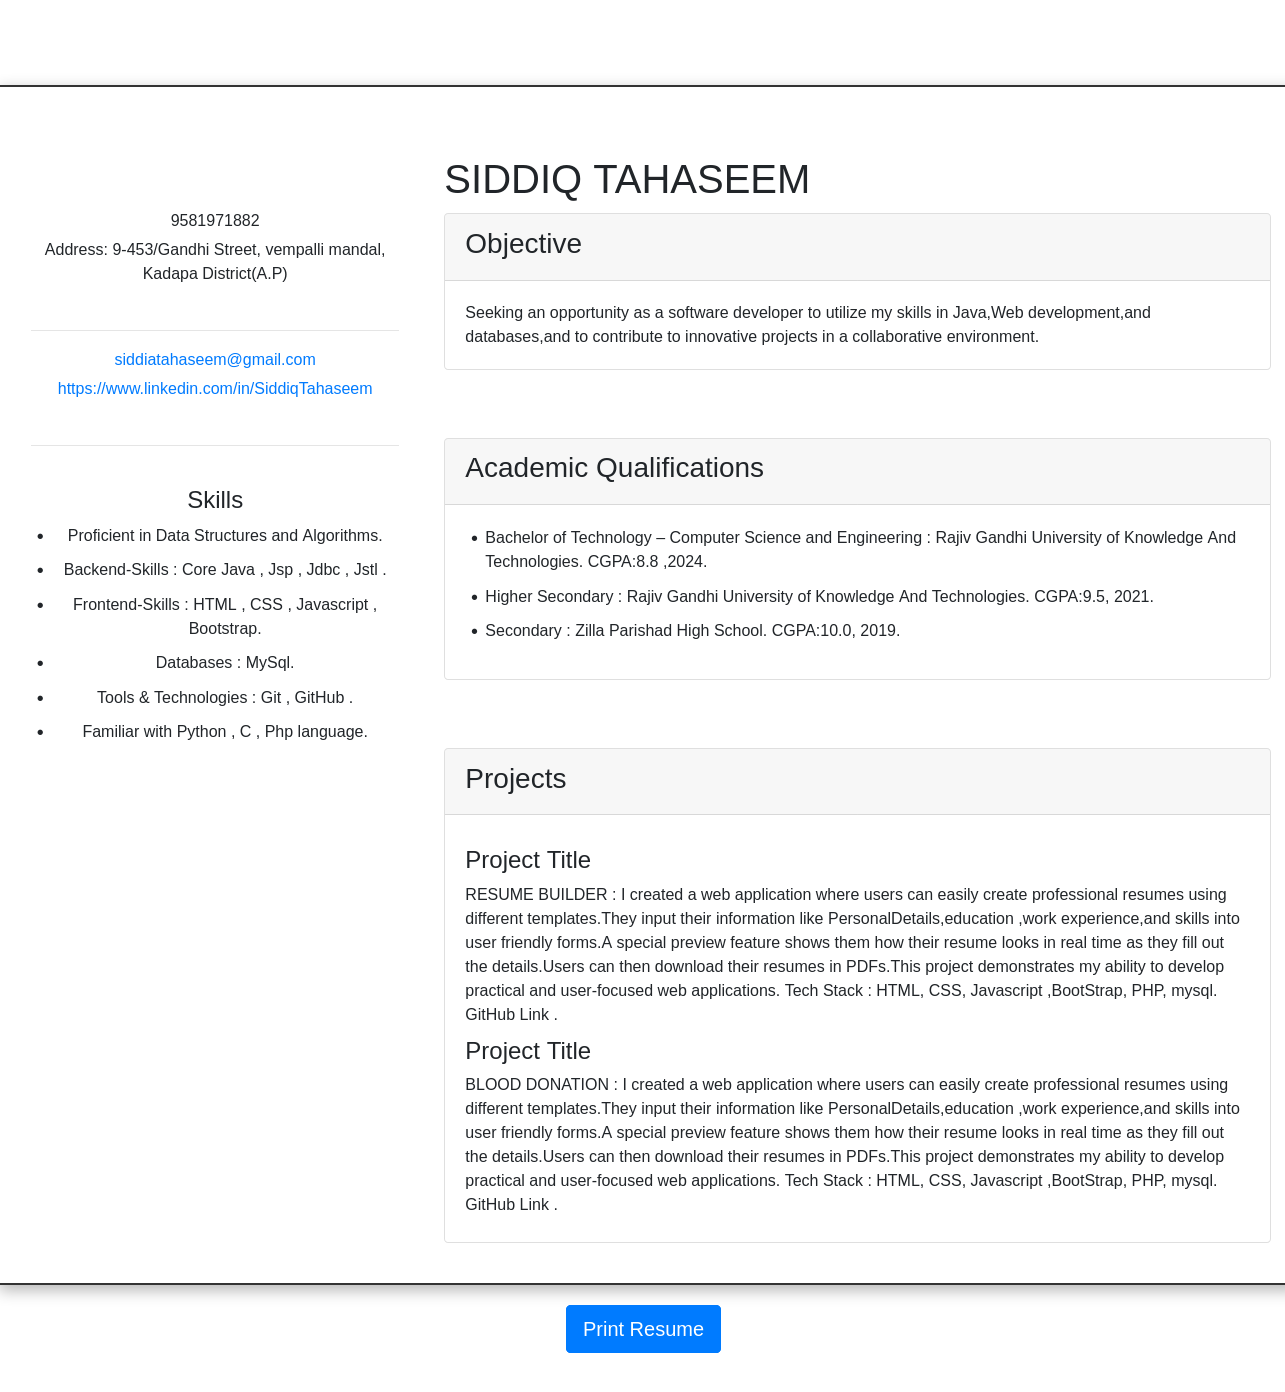 9581971882
Address: 9-453/Gandhi Street, vempalli mandal,
Kadapa District(A.P)
siddiatahaseem@gmail.com
https://www.linkedin.com/in/SiddiqTahaseem
Skills
• Proficient in Data Structures and Algorithms.
• Backend-Skills : Core Java , Jsp , Jdbc , Jstl .
• Frontend-Skills : HTML , CSS , Javascript ,
Bootstrap.
• Databases : MySql.
• Tools & Technologies : Git , GitHub .
• Familiar with Python , C , Php language.
SIDDIQ TAHASEEM
Objective
Seeking an opportunity as a software developer to utilize my skills in Java,Web development,and
databases,and to contribute to innovative projects in a collaborative environment.
Academic Qualifications
• Bachelor of Technology – Computer Science and Engineering : Rajiv Gandhi University of Knowledge And
Technologies. CGPA:8.8 ,2024.
• Higher Secondary : Rajiv Gandhi University of Knowledge And Technologies. CGPA:9.5, 2021.
• Secondary : Zilla Parishad High School. CGPA:10.0, 2019.
Projects
Project Title
RESUME BUILDER : I created a web application where users can easily create professional resumes using
different templates.They input their information like PersonalDetails,education ,work experience,and skills into
user friendly forms.A special preview feature shows them how their resume looks in real time as they fill out
the details.Users can then download their resumes in PDFs.This project demonstrates my ability to develop
practical and user-focused web applications. Tech Stack : HTML, CSS, Javascript ,BootStrap, PHP, mysql.
GitHub Link .
Project Title
BLOOD DONATION : I created a web application where users can easily create professional resumes using
different templates.They input their information like PersonalDetails,education ,work experience,and skills into
user friendly forms.A special preview feature shows them how their resume looks in real time as they fill out
the details.Users can then download their resumes in PDFs.This project demonstrates my ability to develop
practical and user-focused web applications. Tech Stack : HTML, CSS, Javascript ,BootStrap, PHP, mysql.
GitHub Link .
Print Resume